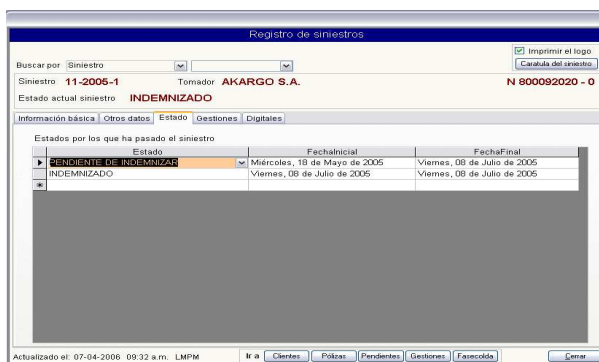 Registro de siniestros
Imprimir el logo
Buscar por Siniestro Caratula del siniestro
Siniestro 11-2005-1 Tomador AKARGO S.A. N 800092020 - 0
Estado actual siniestro INDEMNIZADO
Información básica Otros datos Estado Gestiones Digitales
Estados por los que ha pasado el siniestro
Estado FechaInicial FechaFinal
PENDIENTE DE INDEMNIZAR Miércoles, 18 de Mayo de 2005 Viernes, 08 de Julio de 2005
INDEMNIZADO Viernes, 08 de Julio de 2005 Viernes, 08 de Julio de 2005
Actualizado el: 07-04-2006 09:32 a.m. LMPM Ir a Clientes Pólizas Pendientes Gestiones Fasecolda Cerrar